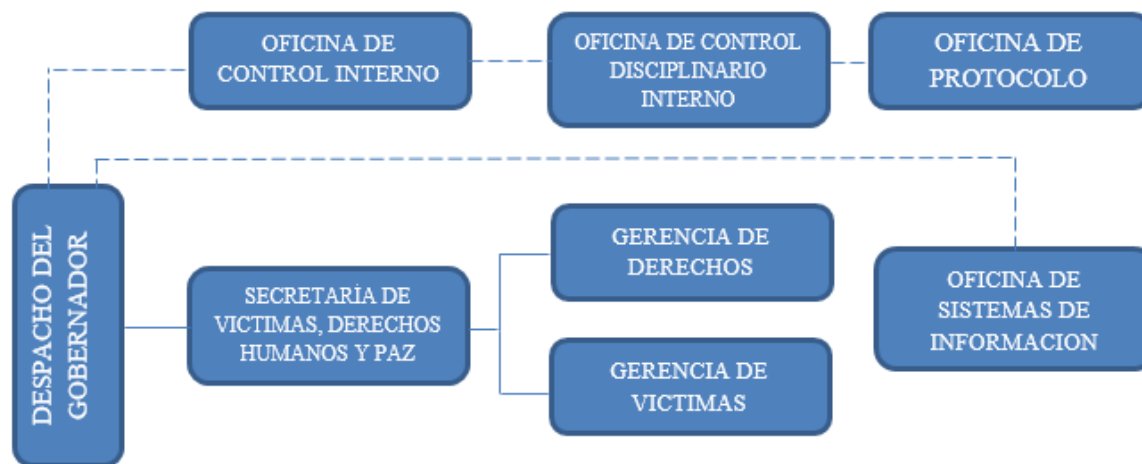 OFICINA DE
CONTROL INTERNO
OFICINA DE CONTROL
DISCIPLINARIO
INTERNO
OFICINA DE
PROTOCOLO
DESPACHO DEL
GOBERNADOR
SECRETARÍA DE
VICTIMAS, DERECHOS
HUMANOS Y PAZ
GERENCIA DE
DERECHOS
GERENCIA DE
VICTIMAS
OFICINA DE
SISTEMAS DE
INFORMACION